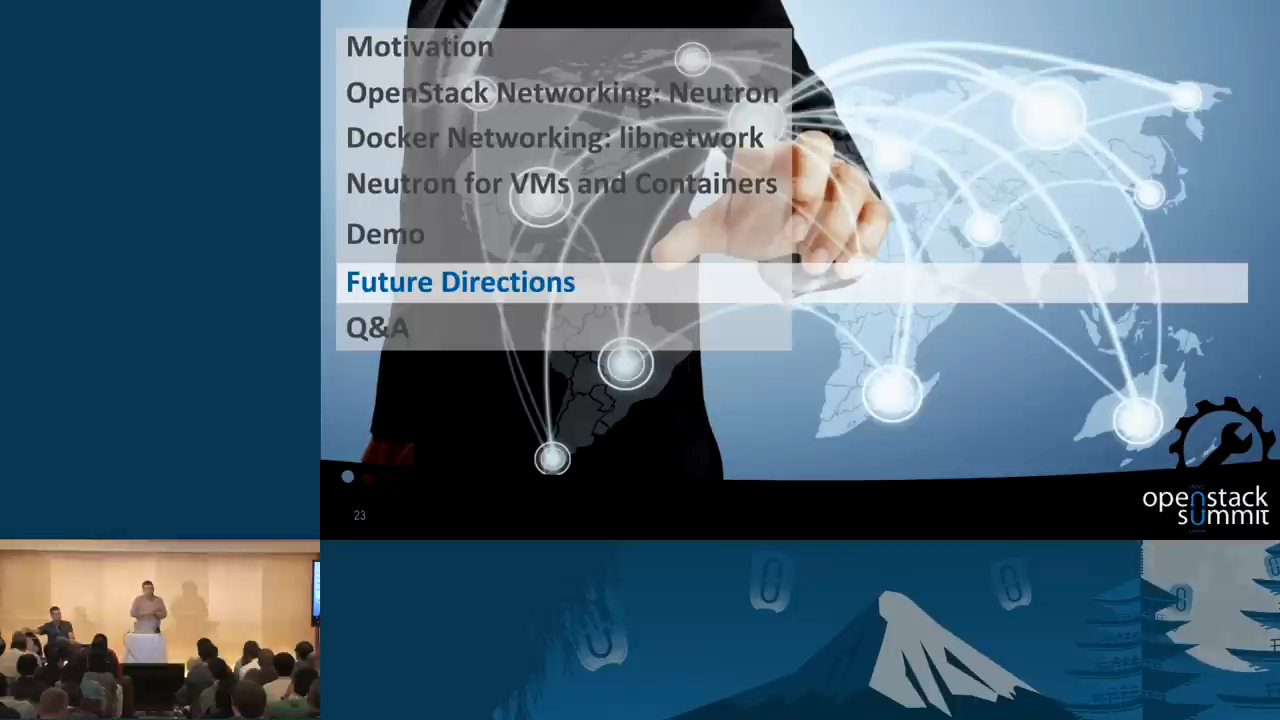 Motivation
OpenStack Networking: Neutron
Docker Networking: libnetwork
Neutron for VMs and Containers
Demo
Future Directions
Q&A
23
openstack
summit